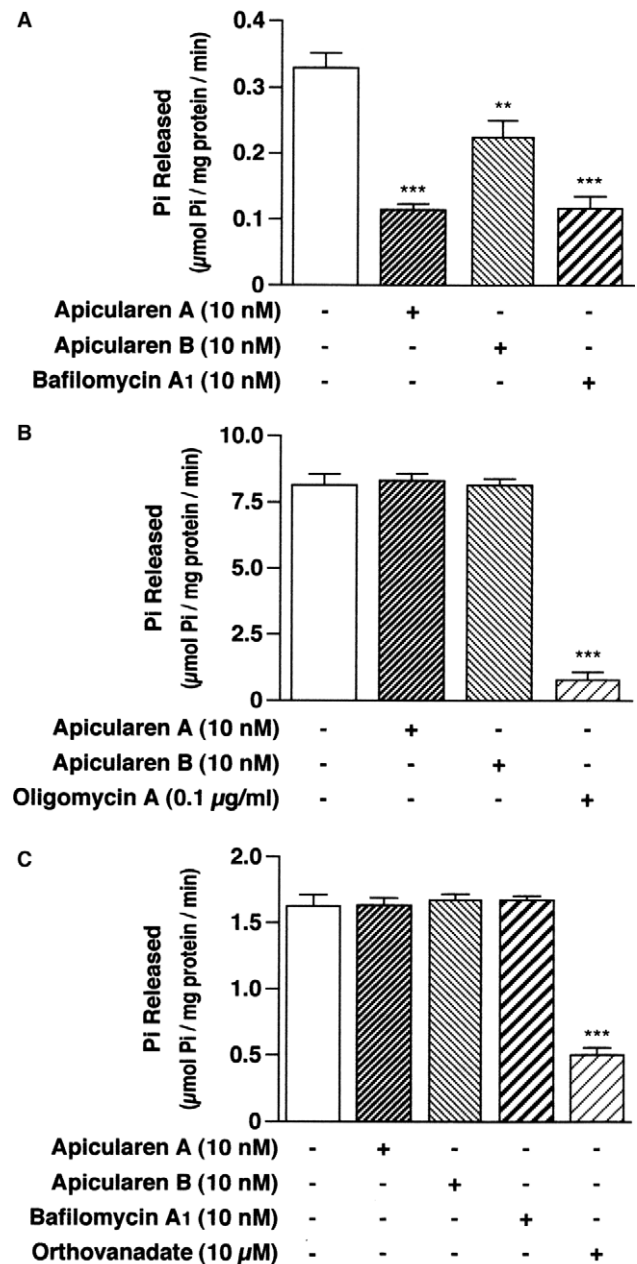 A
Pi Released
(µmol Pi / mg protein / min)
0.4
0.3
0.2
0.1
0
***
**
***
Apicularen A (10 nM) - + - -
Apicularen B (10 nM) - - + -
Bafilomycin A1 (10 nM) - - - +
B
Pi Released
(µmol Pi / mg protein / min)
10.0
7.5
5.0
2.5
0
***
Apicularen A (10 nM) - + - -
Apicularen B (10 nM) - - + -
Oligomycin A (0.1 µg/ml) - - - +
C
Pi Released
(µmol Pi / mg protein / min)
2.0
1.5
1.0
0.5
0
***
Apicularen A (10 nM) - + - - -
Apicularen B (10 nM) - - + - -
Bafilomycin A1 (10 nM) - - - + -
Orthovanadate (10 µM) - - - - +